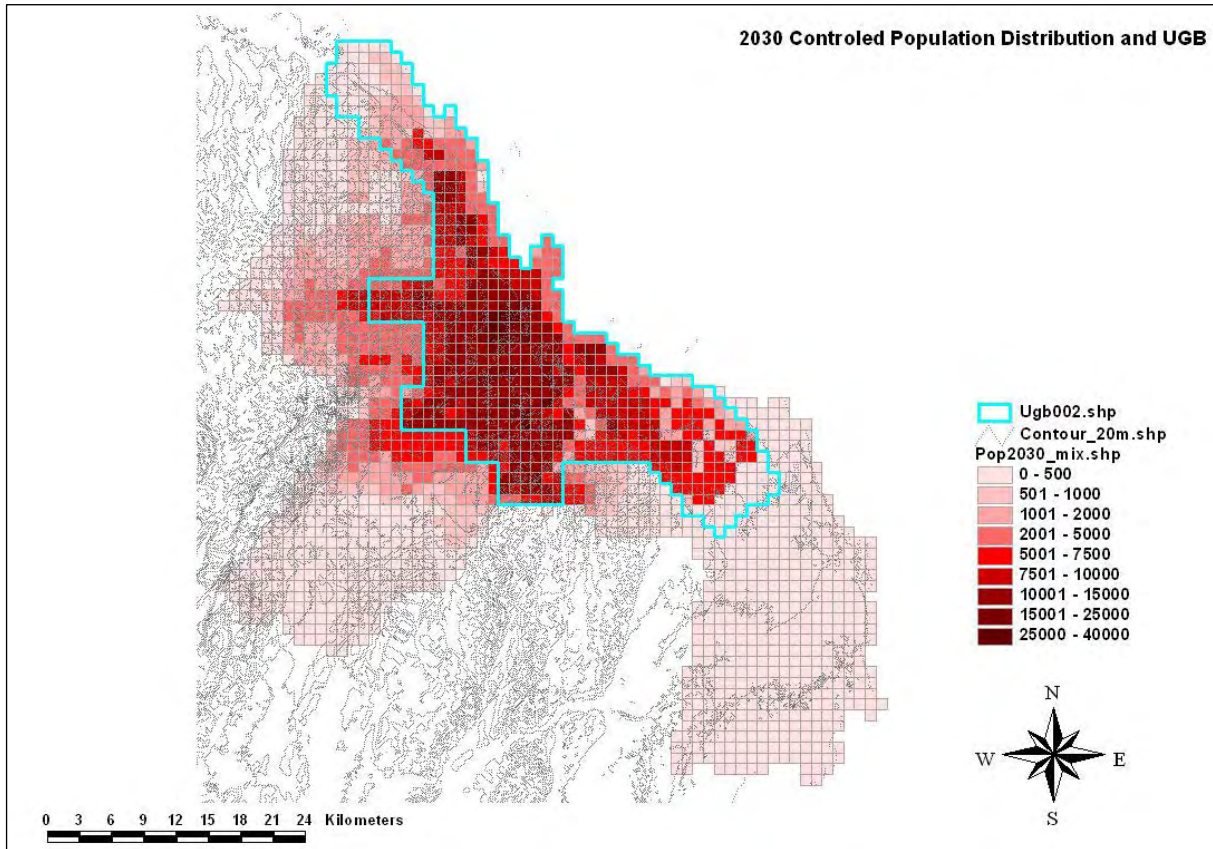 2030 Controled Population Distribution and UGB
Ugb002.shp
Contour_20m.shp
Pop2030_mix.shp
0 - 500
501 - 1000
1001 - 2000
2001 - 5000
5001 - 7500
7501 - 10000
10001 - 15000
15001 - 25000
25000 - 40000
N
W E
S
0 3 6 9 12 15 18 21 24 Kilometers